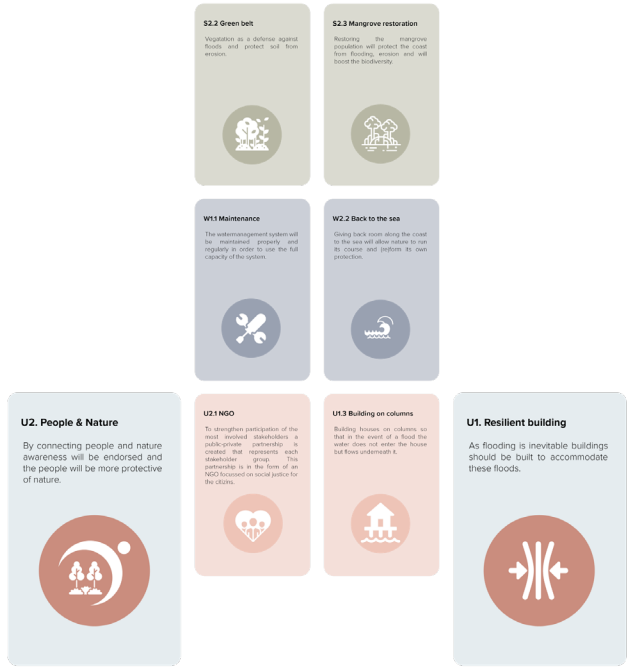 S2.2 Green belt
Vegatation as a defense against
floods and protect soil from
erosion.
S2.3 Mangrove restoration
Restoring the mangrove
population will protect the coast
from flooding, erosion and will
boost the biodiversity.
W1.1 Maintenance
The watermanagement system will
be maintained properly and
regularly in order to use the full
capacity of the system.
W2.2 Back to the sea
Giving back room along the coast
to the sea will allow nature to run
its course and (re)form its own
protection.
U2. People & Nature
By connecting people and nature
awareness will be endorsed and
the people will be more protective
of nature.
U2.1 NGO
To strengthen participation of the
most involved stakeholders a
public-private partnership is
created that represents each
stakeholder group. This
partnership is in the form of an
NGO focussed on social justice for
the citizins.
U1.3 Building on columns
Building houses on columns so
that in the event of a flood the
water does not enter the house
but flows underneath it.
U1. Resilient building
As flooding is inevitable buildings
should be built to accommodate
these floods.